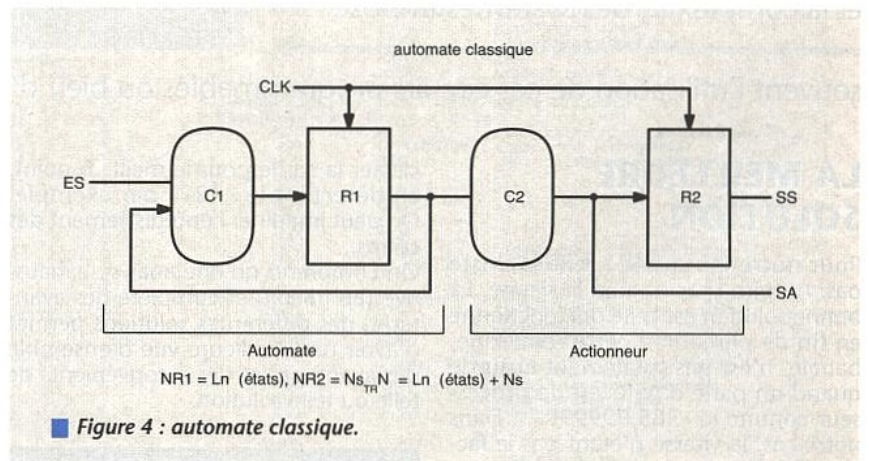 automate classique
CLK
ES
C1
R1
C2
R2
SS
SA
Automate
Actionneur
NR1 = Ln (états), NR2 = Ns_TR N = Ln (états) + Ns
Figure 4 : automate classique.